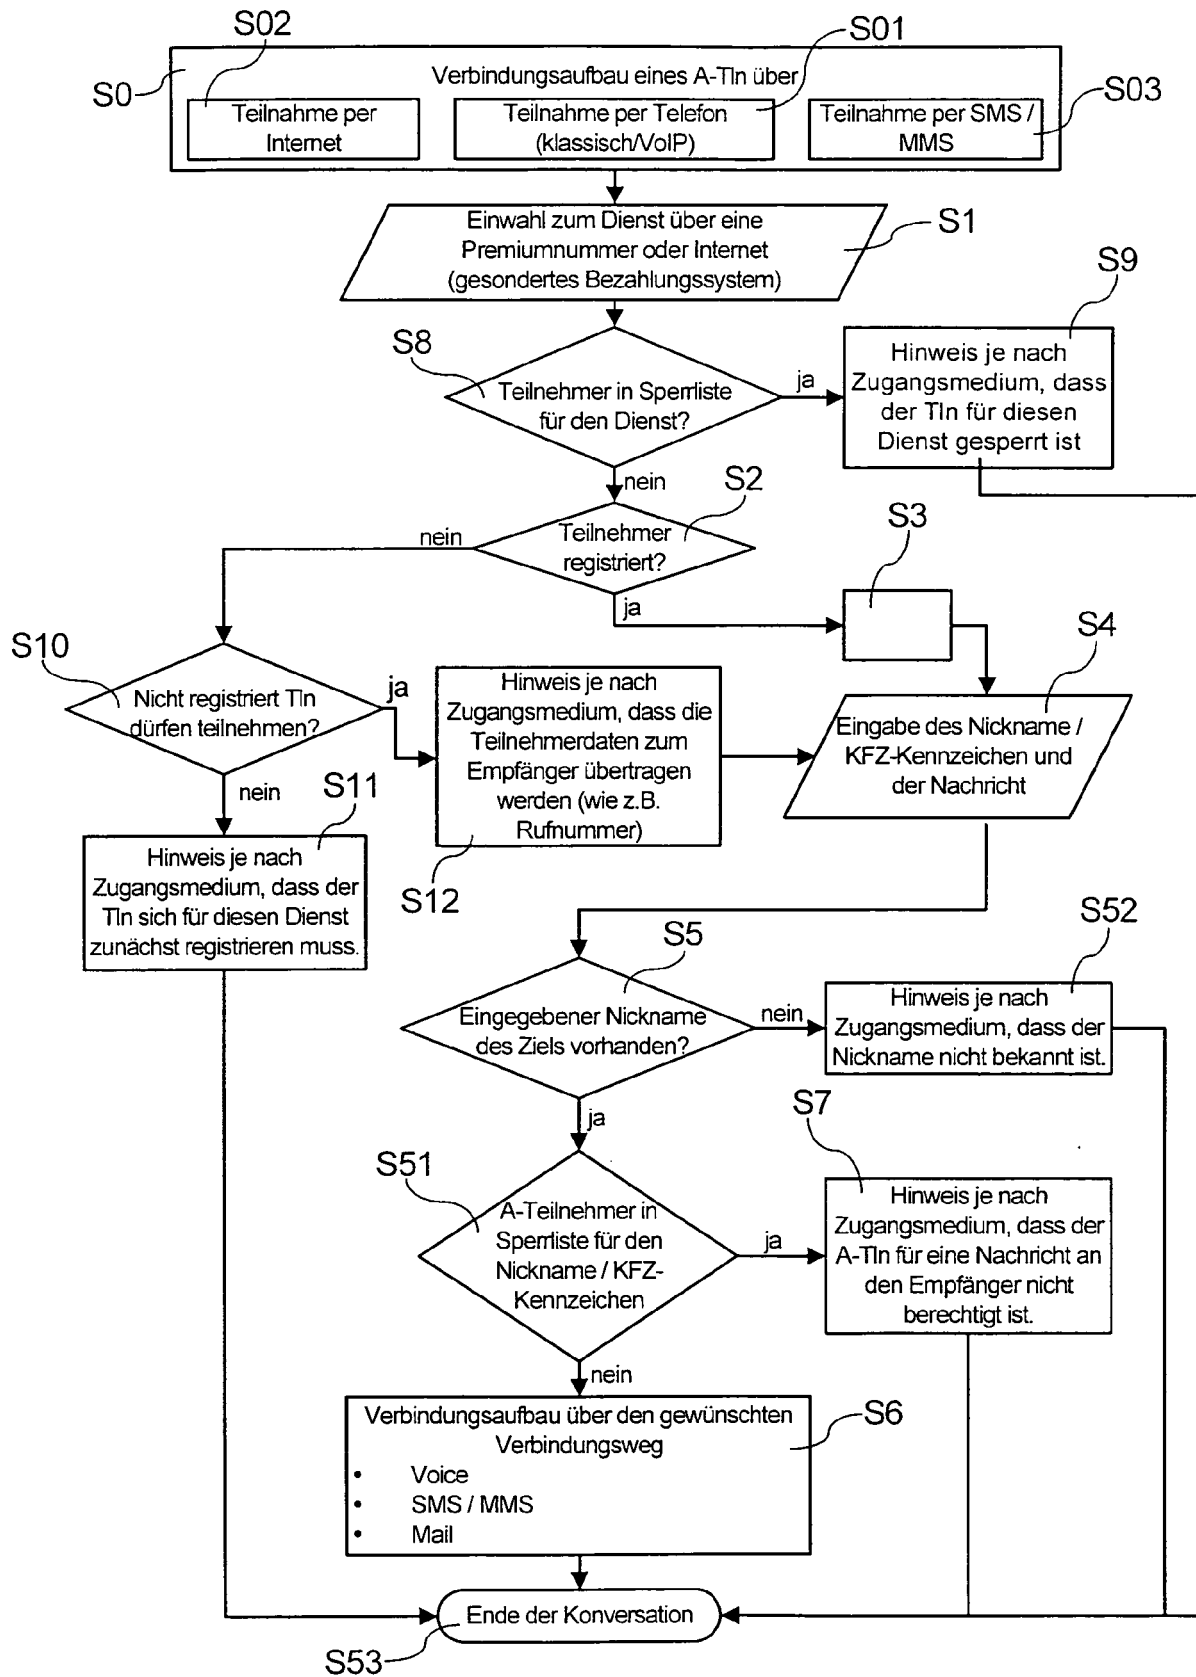 S02
S01
S0
Verbindungsaufbau eines A-Tln über
S03
Teilnahme per
Internet
Teilnahme per Telefon
(klassisch/VoIP)
Teilnahme per SMS /
MMS
Einwahl zum Dienst über eine
Premiumnummer oder Internet
(gesondertes Bezahlungssystem)
S1
S9
S8
Teilnehmer in Sperrliste
für den Dienst?
ja
Hinweis je nach
Zugangsmedium, dass
der Tln für diesen
Dienst gesperrt ist
nein
S2
Teilnehmer
registriert?
nein
ja
S3
S4
S10
Nicht registriert Tln
dürfen teilnehmen?
ja
Hinweis je nach
Zugangsmedium, dass die
Teilnehmerdaten zum
Empfänger übertragen
werden (wie z.B.
Rufnummer)
Eingabe des Nickname /
KFZ-Kennzeichen und
der Nachricht
nein
S11
S12
Hinweis je nach
Zugangsmedium, dass der
Tln sich für diesen Dienst
zunächst registrieren muss.
S5
S52
Eingegebener Nickname
des Ziels vorhanden?
nein
Hinweis je nach
Zugangsmedium, dass der
Nickname nicht bekannt ist.
ja
S7
S51
A-Teilnehmer in
Sperrliste für den
Nickname / KFZ-
Kennzeichen
ja
Hinweis je nach
Zugangsmedium, dass der
A-Tln für eine Nachricht an
den Empfänger nicht
berechtigt ist.
nein
S6
Verbindungsaufbau über den gewünschten
Verbindungsweg
• Voice
• SMS / MMS
• Mail
Ende der Konversation
S53